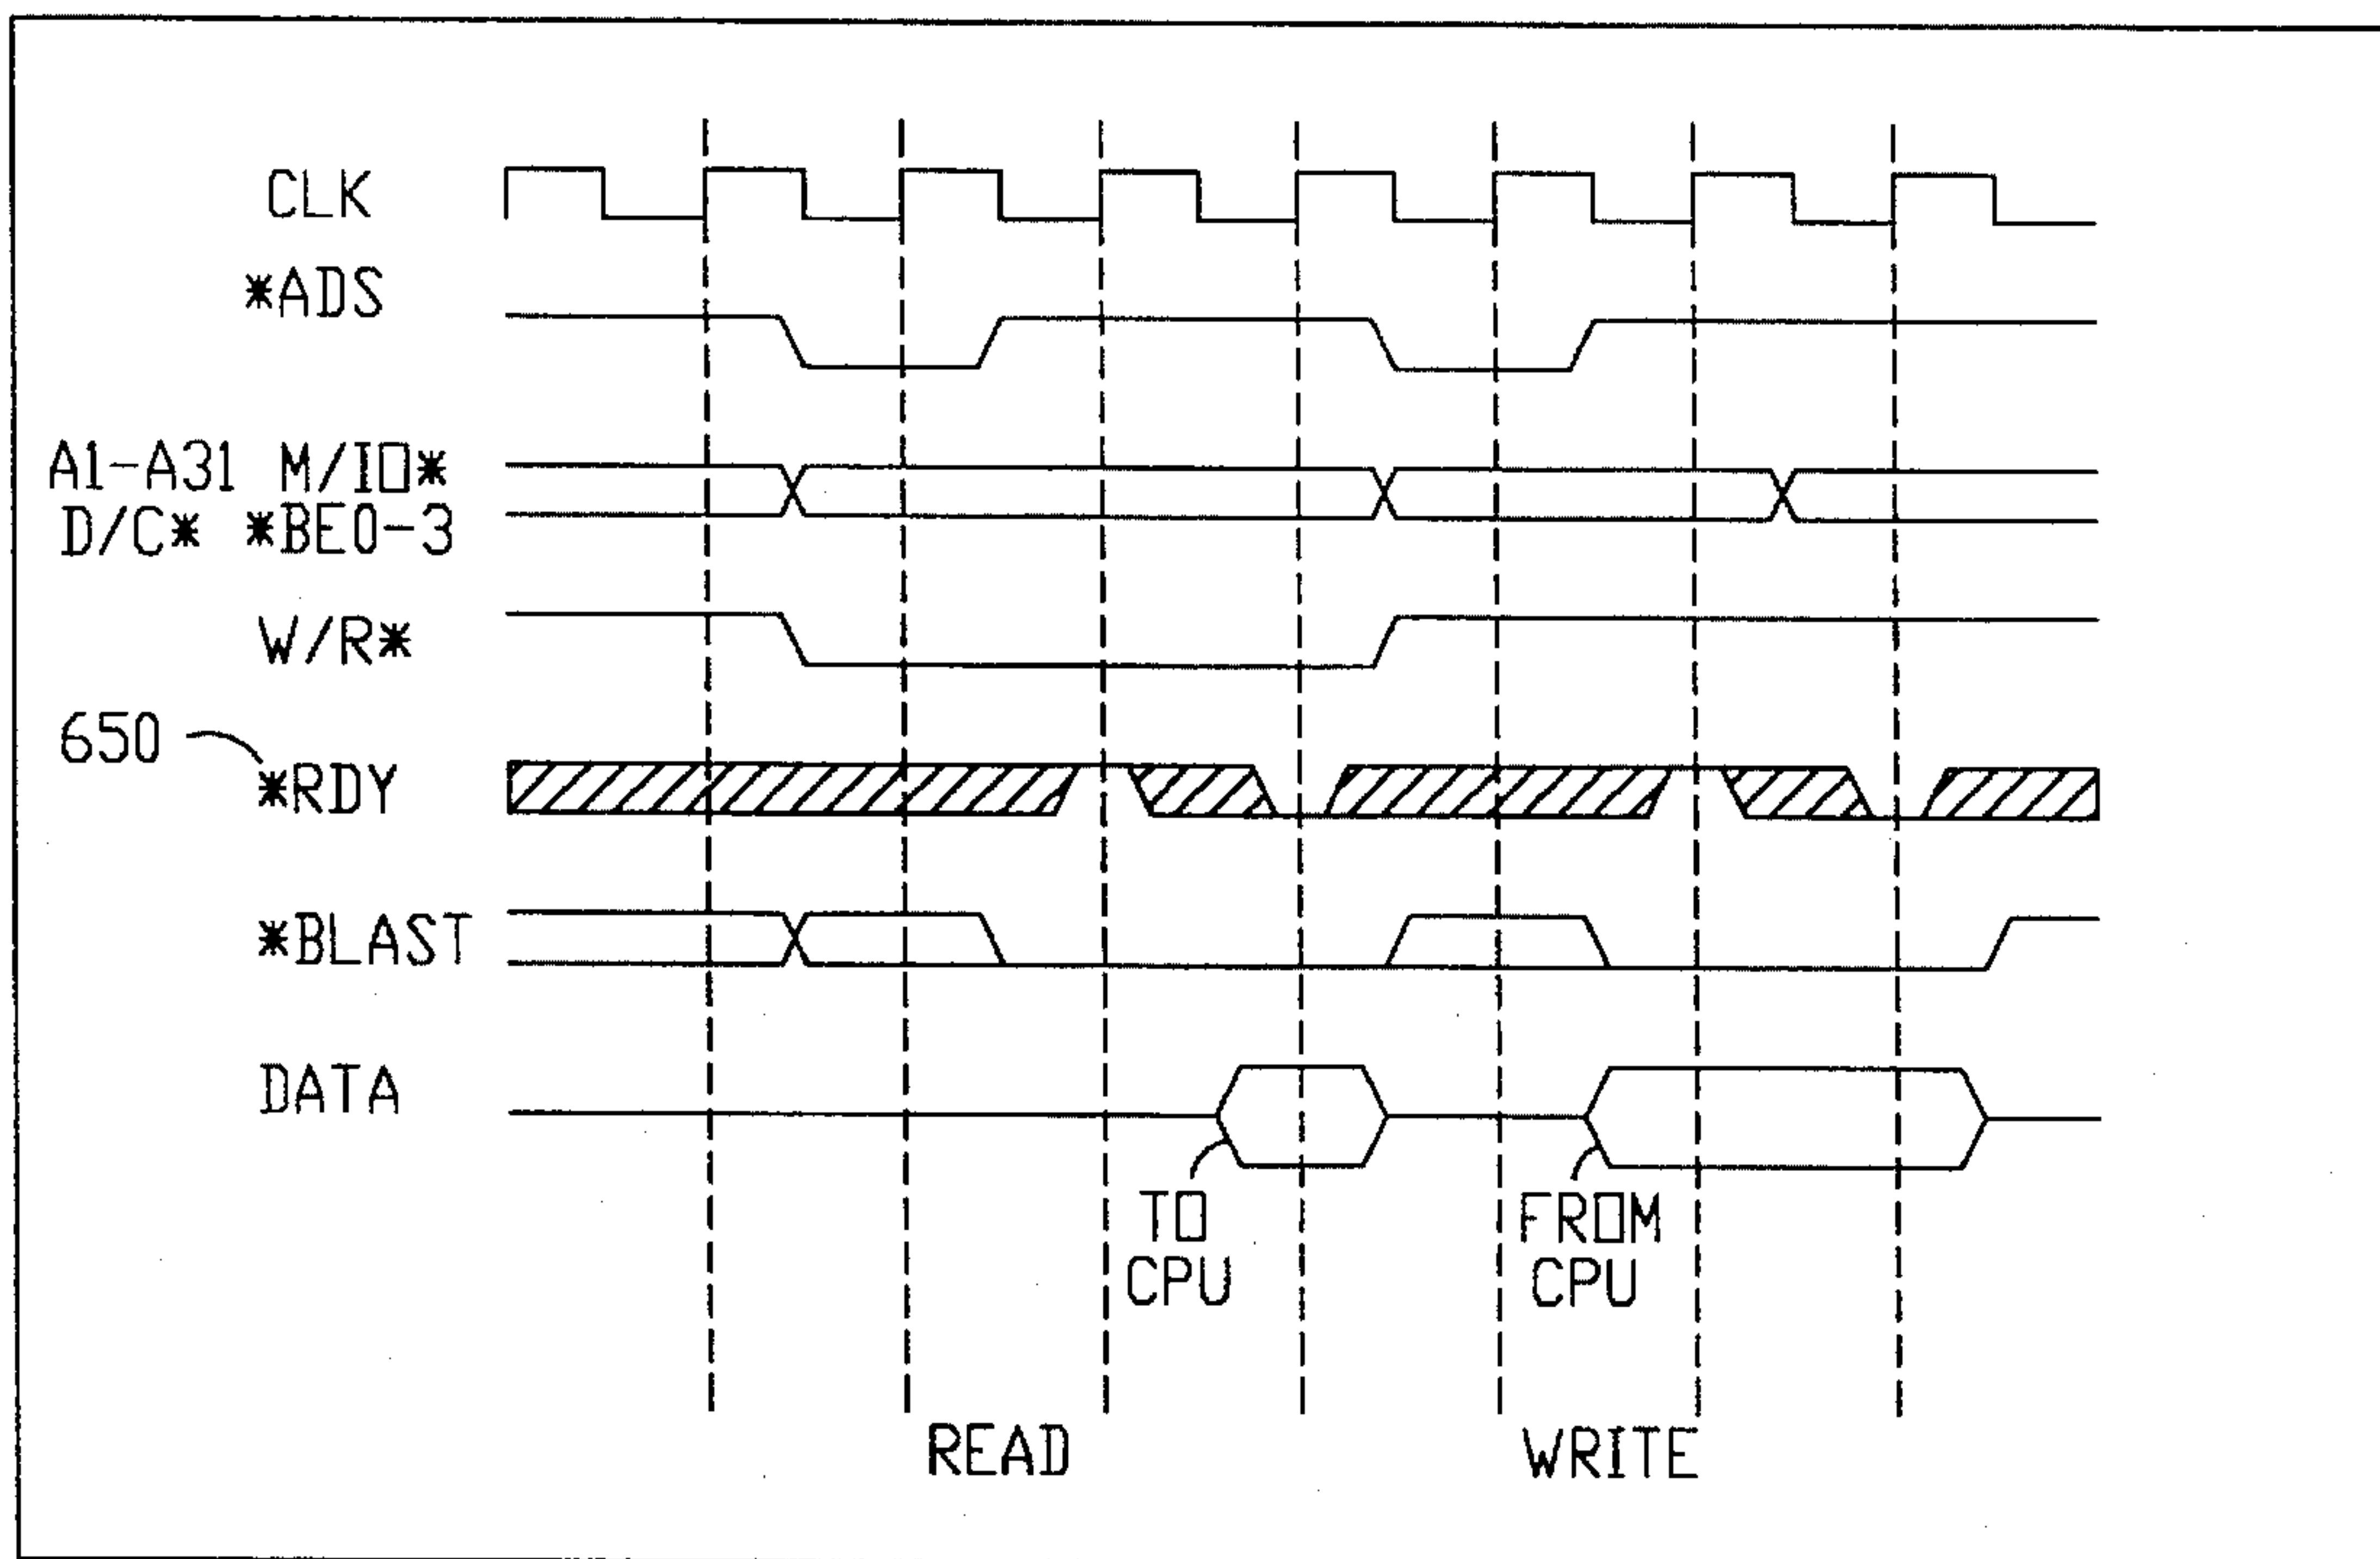 CLK
*ADS
A1-A31 M/IO*
D/C* *BE0-3
W/R*
650
*RDY
*BLAST
DATA
TO
CPU
FROM
CPU
READ
WRITE